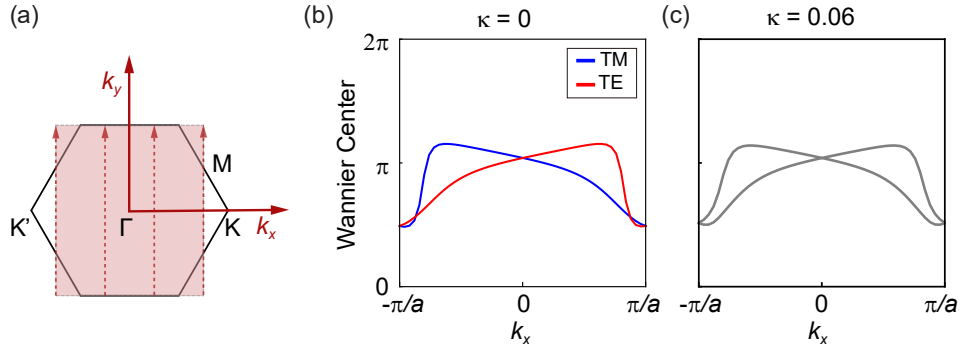 (a)
k_y
M
K'
Γ
K
k_x
(b)
κ = 0
2π
TM
TE
Wannier Center
π
0
-π/a
0
π/a
k_x
(c)
κ = 0.06
-π/a
0
π/a
k_x